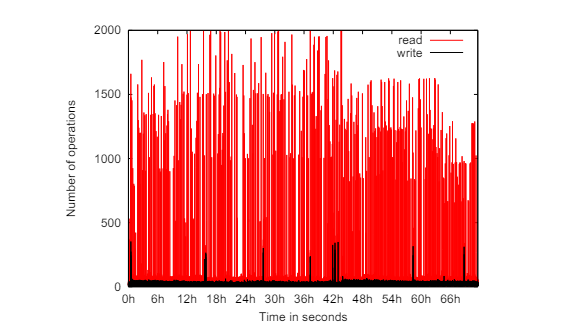 2000
1500
1000
500
0
Number of operations
read
write
0h 6h 12h 18h 24h 30h 36h 42h 48h 54h 60h 66h
Time in seconds